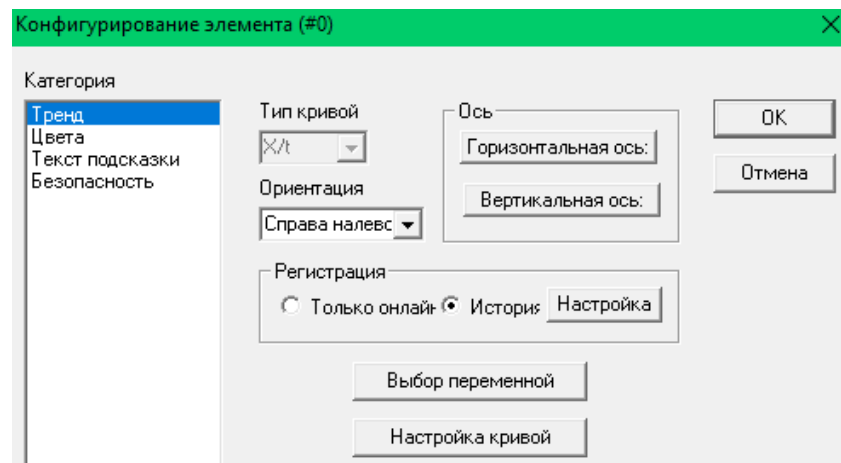 Конфигурирование элемента (#0)
Категория
Тренд
Цвета
Текст подсказки
Безопасность
Тип кривой
X/t
Ориентация
Справа налевс
Ось
Горизонтальная ось:
Вертикальная ось:
OK
Отмена
Регистрация
Только онлайн
История
Настройка
Выбор переменной
Настройка кривой